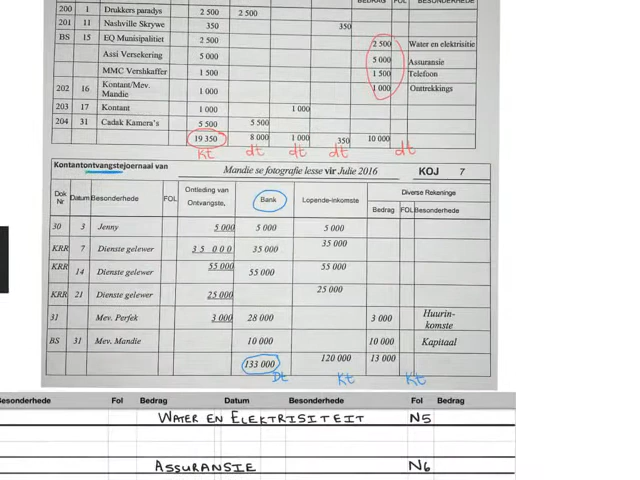 BEDRAG FOL BESONDERHEDE
200 1 Drukkers paradys 2 500 2 500
201 11 Nashville Skrywe 350 350
BS 15 EQ Munisipalitiet 2 500 2 500 Water en elektrisitie
Assi Versekering 5 000 5 000 Assuransie
MMC Vershkaffer 1 500 1 500 Telefoon
202 16 Kontant/Mev. Mandie 1 000 1 000 Onttrekkings
203 17 Kontant 1 000 1 000
204 31 Cadak Kamera's 5 500 5 500
19 350 8 000 1 000 350 10 000
Kt dt dt dt dt
Kontantontvangstejoernaal van Mandie se fotografie lesse vir Julie 2016 KOJ 7
Dok Nr Datum Besonderhede FOL Ontleding van Ontvangste, Bank Lopende-inkomste Diverse Rekeninge
Bedrag FOL Besonderhede
30 3 Jenny 5 000 5 000 5 000
KRR 7 Dienste gelewer 35 000 35 000 35 000
KRR 14 Dienste gelewer 55 000 55 000 55 000
KRR 21 Dienste gelewer 25 000 25 000
31 Mev. Perfek 3 000 28 000 3 000 Huurin-
komste
BS 31 Mev. Mandie 10 000 10 000 Kapitaal
133 000 120 000 13 000
Dt Kt Kt
esonderhede Fol Bedrag Datum Besonderhede Fol Bedrag
WATER EN ELEKTRISITEIT N5
ASSURANSIE N6